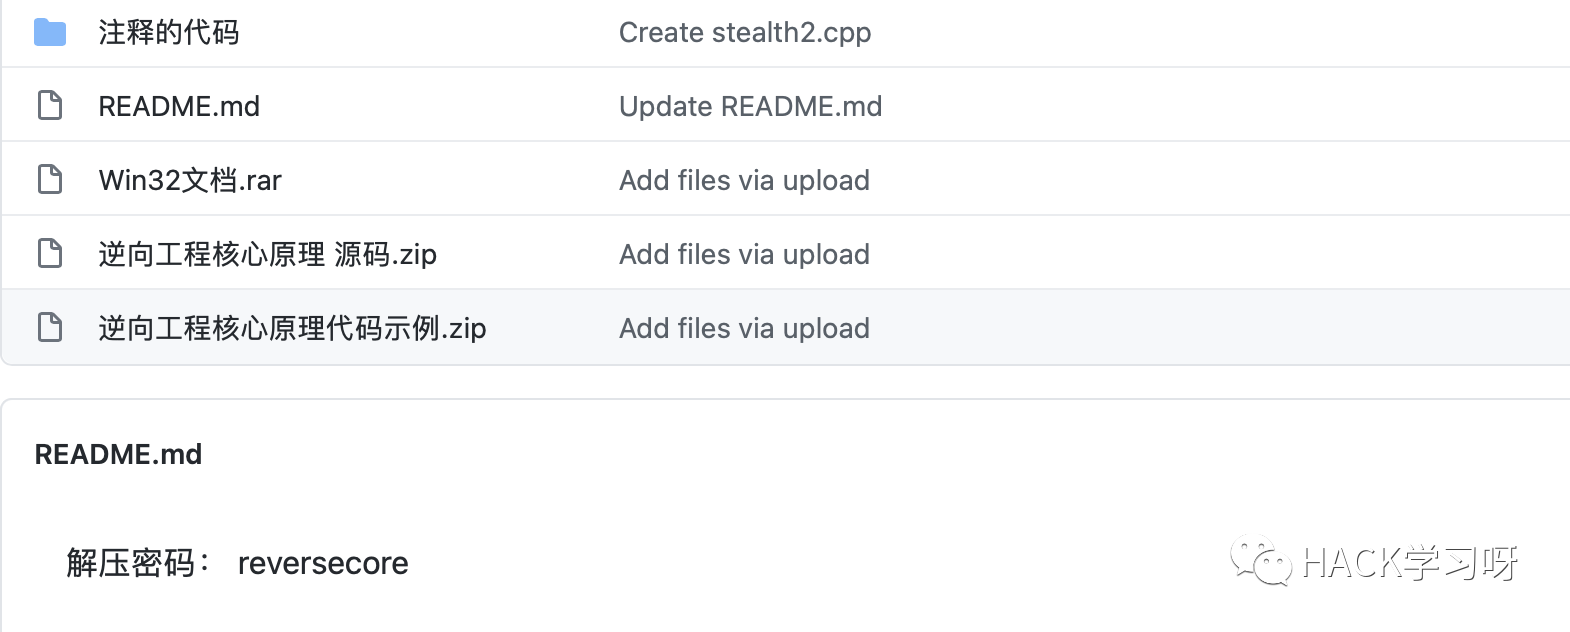 注释的代码 Create stealth2.cpp
README.md Update README.md
Win32文档.rar Add files via upload
逆向工程核心原理 源码.zip Add files via upload
逆向工程核心原理代码示例.zip Add files via upload
README.md
解压密码： reversecore
HACK学习呀